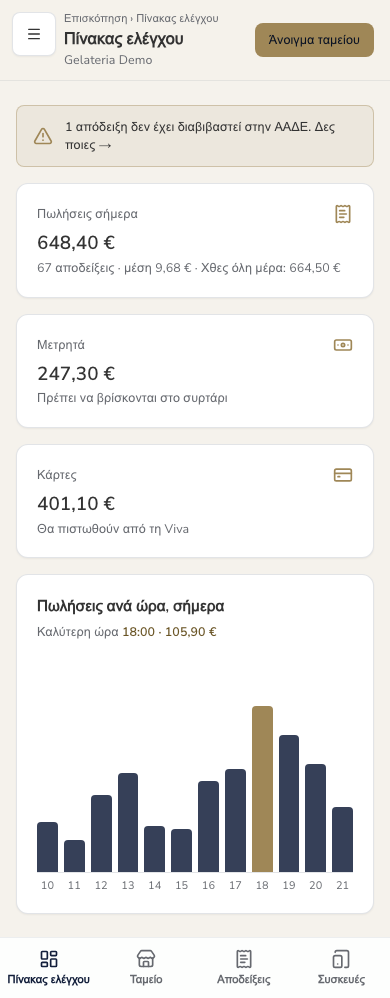 Επισκόπηση › Πίνακας ελέγχου
Πίνακας ελέγχου
Gelateria Demo
Άνοιγμα ταμείου
1 απόδειξη δεν έχει διαβιβαστεί στην ΑΑΔΕ. Δες
ποιες →
Πωλήσεις σήμερα
648,40 €
67 αποδείξεις · μέση 9,68 € · Χθες όλη μέρα: 664,50 €
Μετρητά
247,30 €
Πρέπει να βρίσκονται στο συρτάρι
Κάρτες
401,10 €
Θα πιστωθούν από τη Viva
Πωλήσεις ανά ώρα, σήμερα
Καλύτερη ώρα 18:00 · 105,90 €
10 11 12 13 14 15 16 17 18 19 20 21
Πίνακας ελέγχου Ταμείο Αποδείξεις Συσκευές